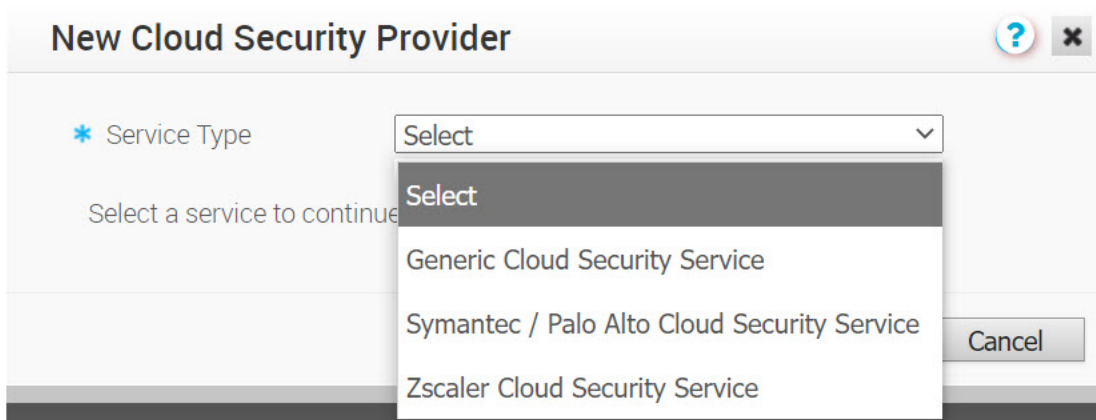 New Cloud Security Provider
?
* Service Type
Select
Select
Select a service to continue
Generic Cloud Security Service
Symantec / Palo Alto Cloud Security Service
Cancel
Zscaler Cloud Security Service